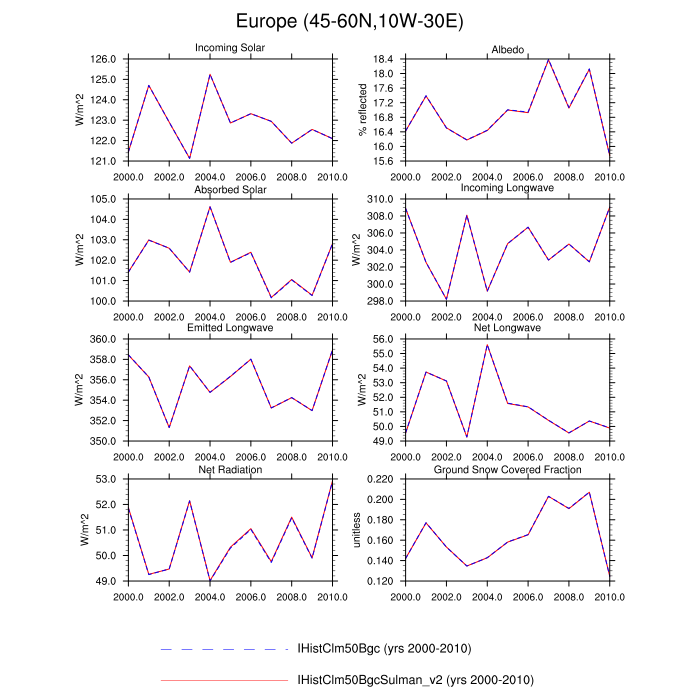 Europe (45-60N,10W-30E)
Incoming Solar
W/m^2
126.0
125.0
124.0
123.0
122.0
121.0
2000.0 2002.0 2004.0 2006.0 2008.0 2010.0
Albedo
% reflected
18.4
18.0
17.6
17.2
16.8
16.4
16.0
15.6
2000.0 2002.0 2004.0 2006.0 2008.0 2010.0
Absorbed Solar
W/m^2
105.0
104.0
103.0
102.0
101.0
100.0
2000.0 2002.0 2004.0 2006.0 2008.0 2010.0
Incoming Longwave
W/m^2
310.0
308.0
306.0
304.0
302.0
300.0
298.0
2000.0 2002.0 2004.0 2006.0 2008.0 2010.0
Emitted Longwave
W/m^2
360.0
358.0
356.0
354.0
352.0
350.0
2000.0 2002.0 2004.0 2006.0 2008.0 2010.0
Net Longwave
W/m^2
56.0
55.0
54.0
53.0
52.0
51.0
50.0
49.0
2000.0 2002.0 2004.0 2006.0 2008.0 2010.0
Net Radiation
W/m^2
53.0
52.0
51.0
50.0
49.0
2000.0 2002.0 2004.0 2006.0 2008.0 2010.0
Ground Snow Covered Fraction
unitless
0.220
0.200
0.180
0.160
0.140
0.120
2000.0 2002.0 2004.0 2006.0 2008.0 2010.0
IHistClm50Bgc (yrs 2000-2010)
IHistClm50BgcSulman_v2 (yrs 2000-2010)